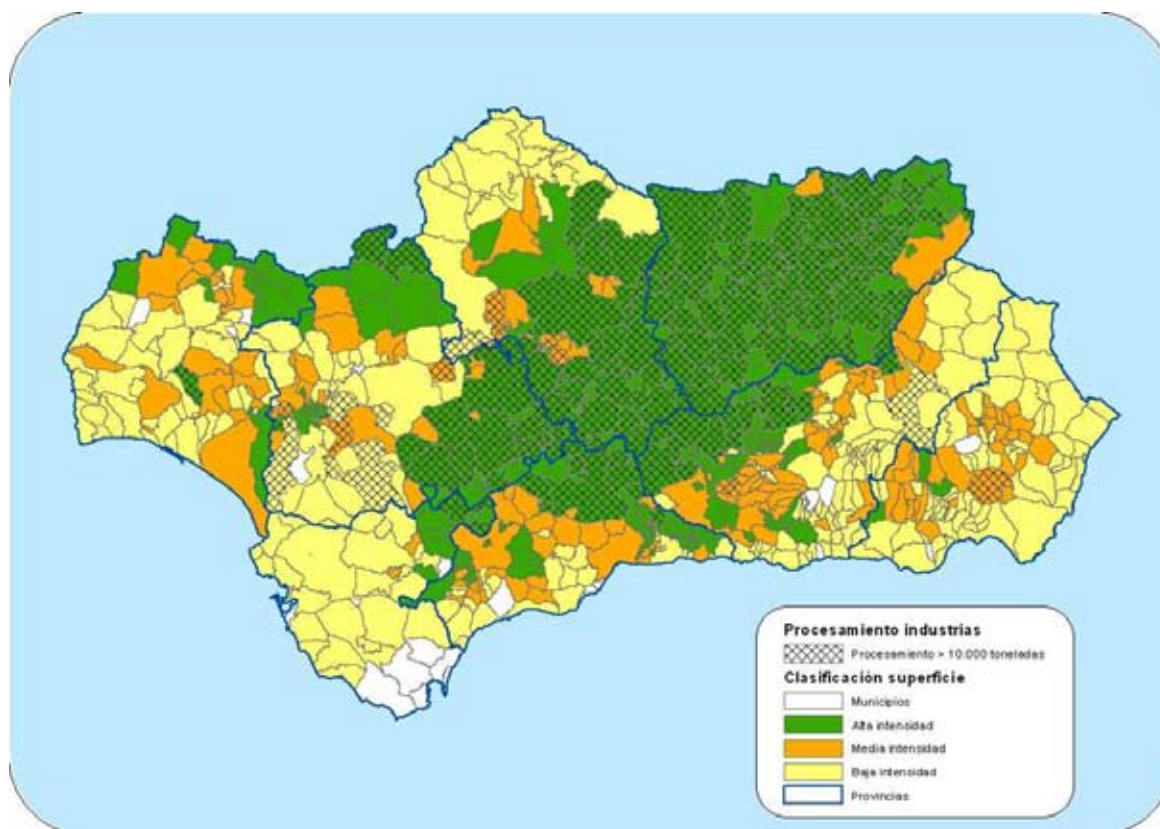 Procesamiento industrias
Procesamiento > 10.000 toneladas
Clasificación superficie
Municipios
Alta intensidad
Media intensidad
Baja intensidad
Provincias